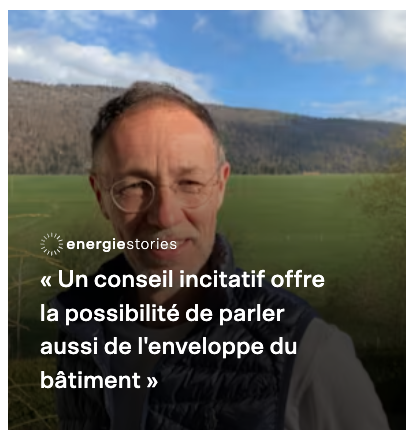 energiestories
« Un conseil incitatif offre
la possibilité de parler
aussi de l'enveloppe du
bâtiment »